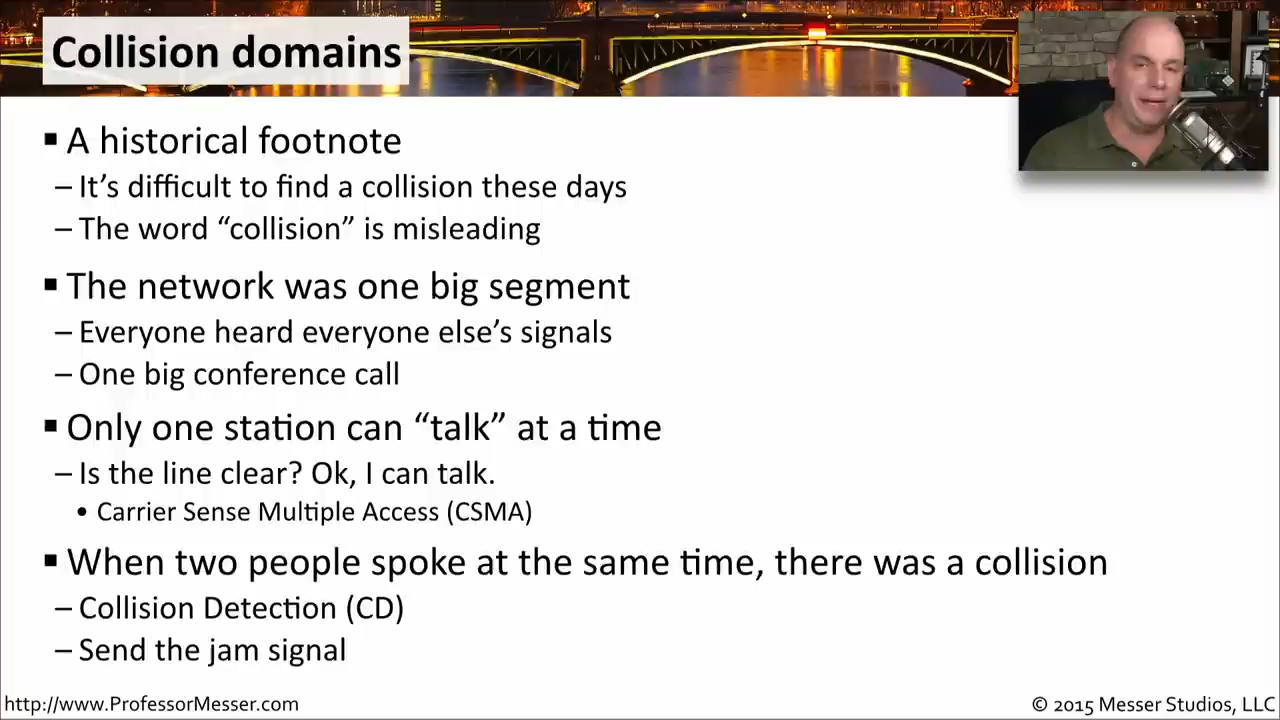 Collision domains
▪ A historical footnote
– It’s difficult to find a collision these days
– The word “collision” is misleading
▪ The network was one big segment
– Everyone heard everyone else’s signals
– One big conference call
▪ Only one station can “talk” at a time
– Is the line clear? Ok, I can talk.
• Carrier Sense Multiple Access (CSMA)
▪ When two people spoke at the same time, there was a collision
– Collision Detection (CD)
– Send the jam signal
http://www.ProfessorMesser.com
© 2015 Messer Studios, LLC